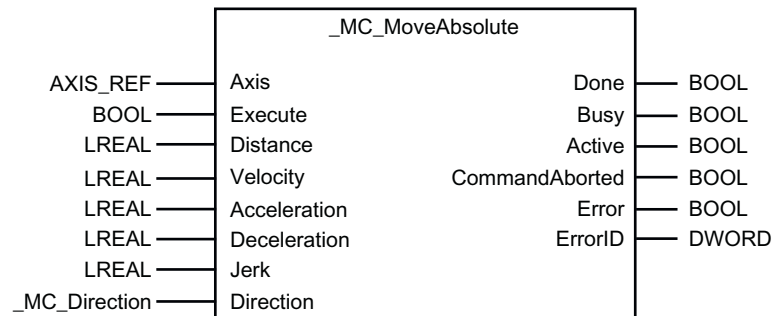 _MC_MoveAbsolute
AXIS_REF Axis Done BOOL
BOOL Execute Busy BOOL
LREAL Distance Active BOOL
LREAL Velocity CommandAborted BOOL
LREAL Acceleration Error BOOL
LREAL Deceleration ErrorID DWORD
LREAL Jerk
_MC_Direction Direction